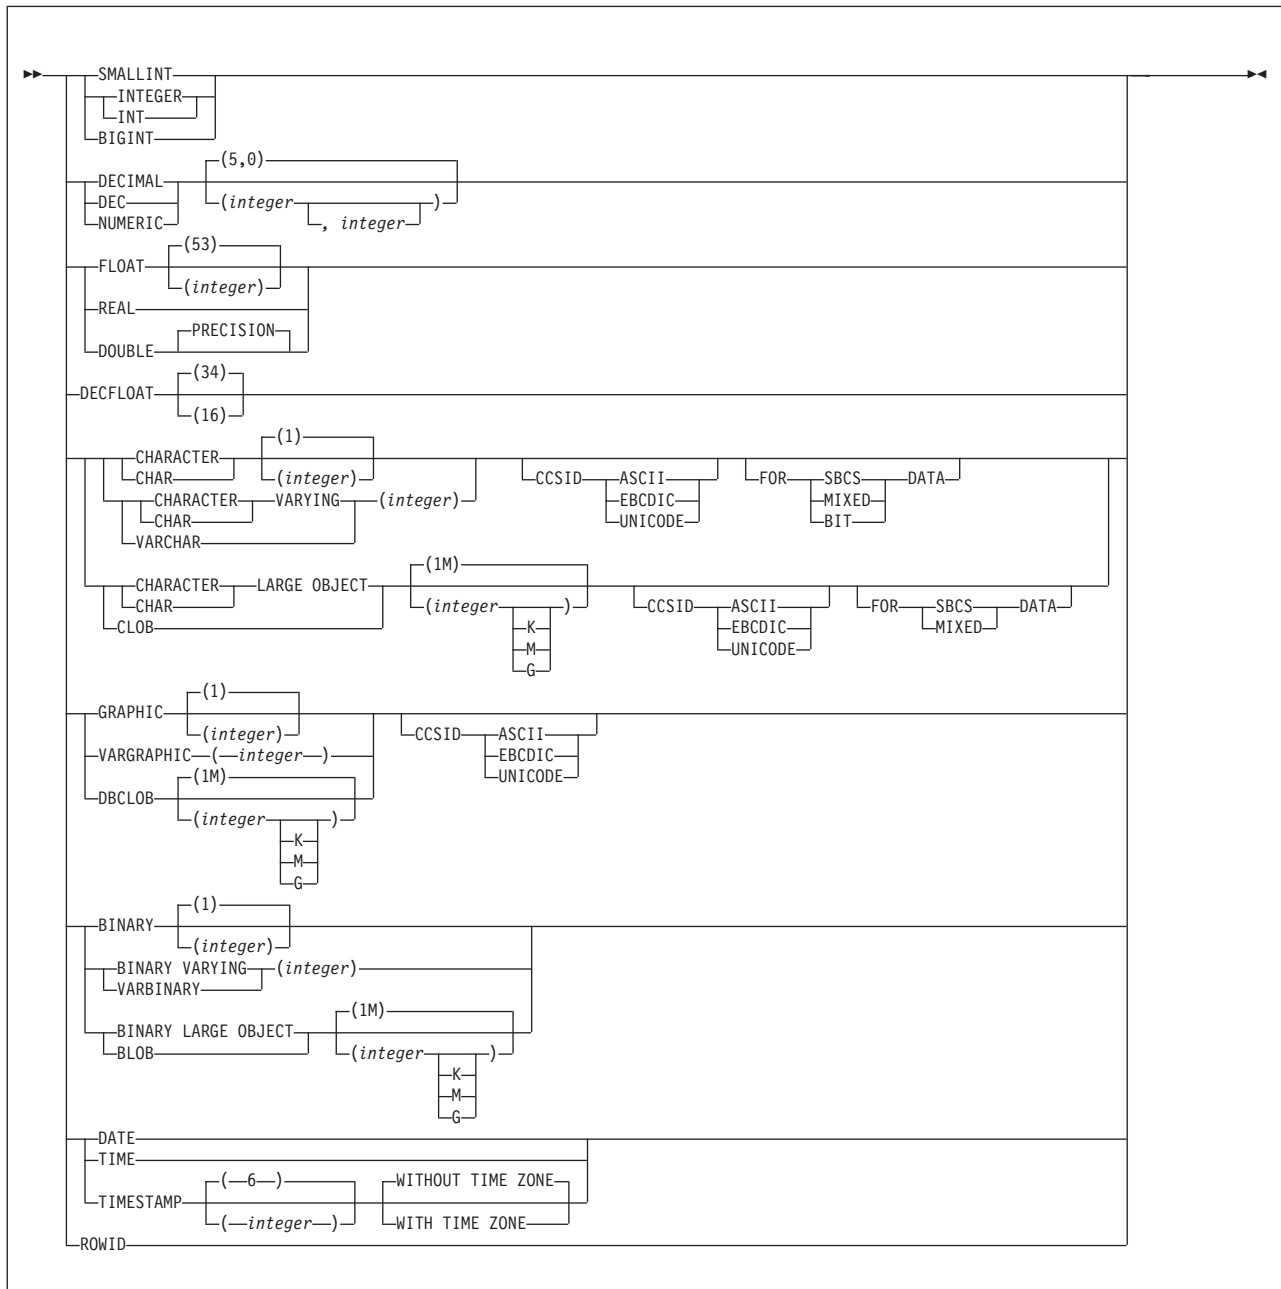 SMALLINT
INTEGER
INT
BIGINT
(5,0)
DECIMAL
DEC (integer )
NUMERIC , integer
(53)
FLOAT
(integer)
REAL
PRECISION
DOUBLE
(34)
DECFLOAT
(16)
(1)
CHARACTER
CHAR (integer) CCSID ASCII FOR SBCS DATA
CHARACTER VARYING (integer) EBCDIC MIXED
CHAR UNICODE BIT
VARCHAR
(1M)
CHARACTER LARGE OBJECT
CHAR (integer ) CCSID ASCII FOR SBCS DATA
CLOB K EBCDIC MIXED
M UNICODE
G
(1)
GRAPHIC
(integer) CCSID ASCII
VARGRAPHIC ( integer ) EBCDIC
(1M) UNICODE
DBCLOB
(integer )
K
M
G
(1)
BINARY
(integer)
BINARY VARYING (integer)
VARBINARY
(1M)
BINARY LARGE OBJECT
BLOB (integer )
K
M
G
DATE
TIME
( 6 ) WITHOUT TIME ZONE
TIMESTAMP
( integer ) WITH TIME ZONE
ROWID